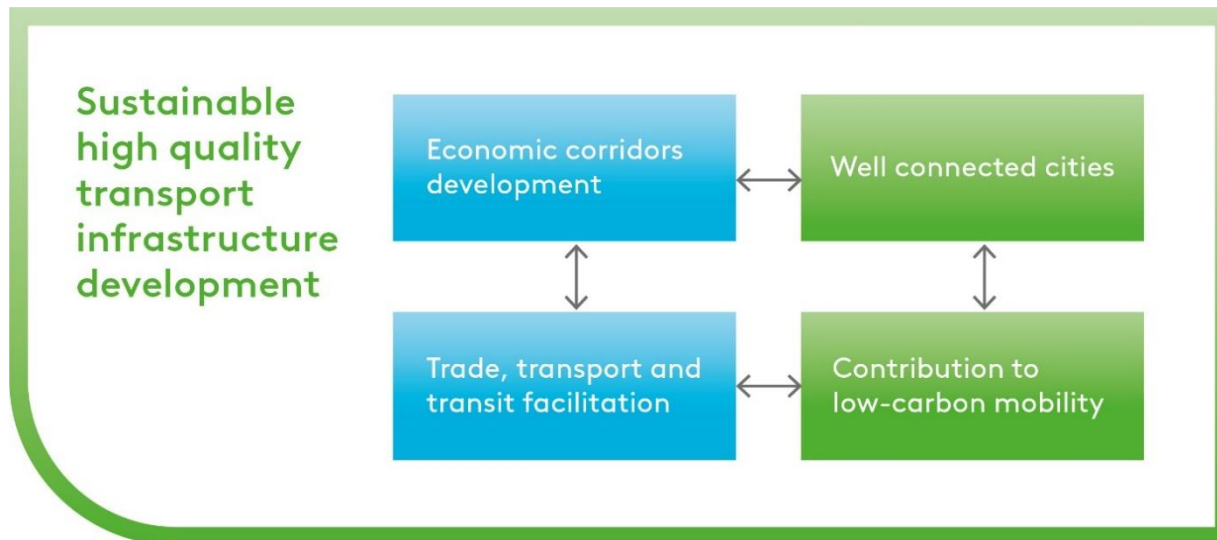 Sustainable
high quality
transport
infrastructure
development
Economic corridors
development
Well connected cities
Trade, transport and
transit facilitation
Contribution to
low-carbon mobility